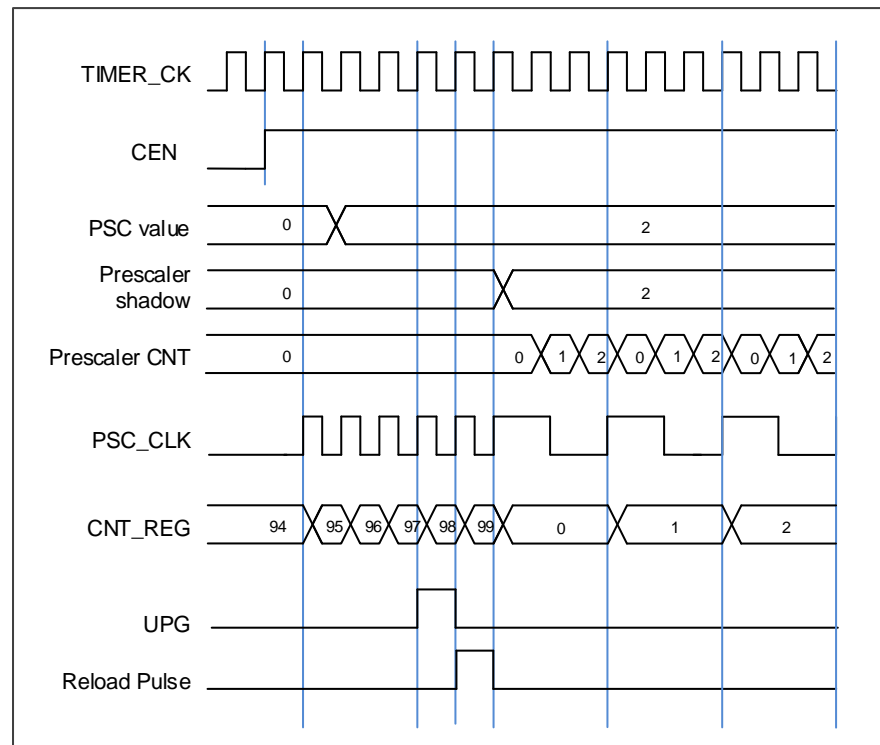 TIMER_CK
CEN
PSC value 0 2
Prescaler
shadow 0 2
Prescaler CNT 0 0 1 2 0 1 2 0 1 2
PSC_CLK
CNT_REG 94 95 96 97 98 99 0 1 2
UPG
Reload Pulse